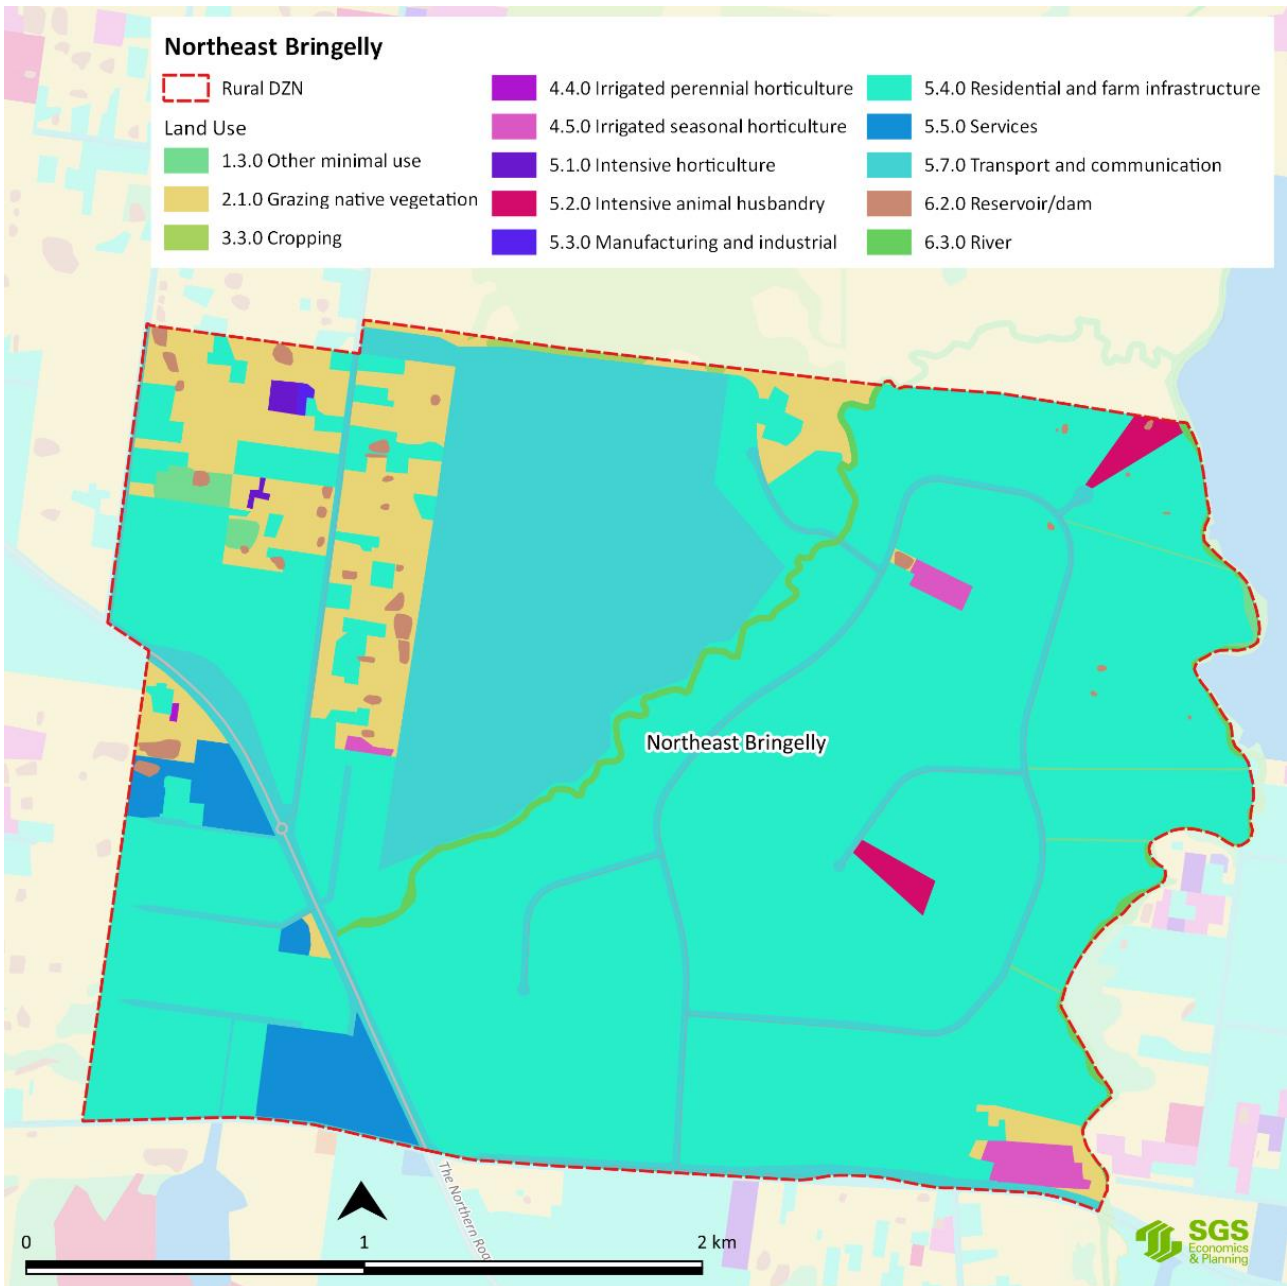 Northeast Bringelly
Rural DZN
Land Use
1.3.0 Other minimal use
2.1.0 Grazing native vegetation
3.3.0 Cropping
4.4.0 Irrigated perennial horticulture
4.5.0 Irrigated seasonal horticulture
5.1.0 Intensive horticulture
5.2.0 Intensive animal husbandry
5.3.0 Manufacturing and industrial
5.4.0 Residential and farm infrastructure
5.5.0 Services
5.7.0 Transport and communication
6.2.0 Reservoir/dam
6.3.0 River
Northeast Bringelly
The Northern Road
0 1 2 km
SGS
Economics
& Planning